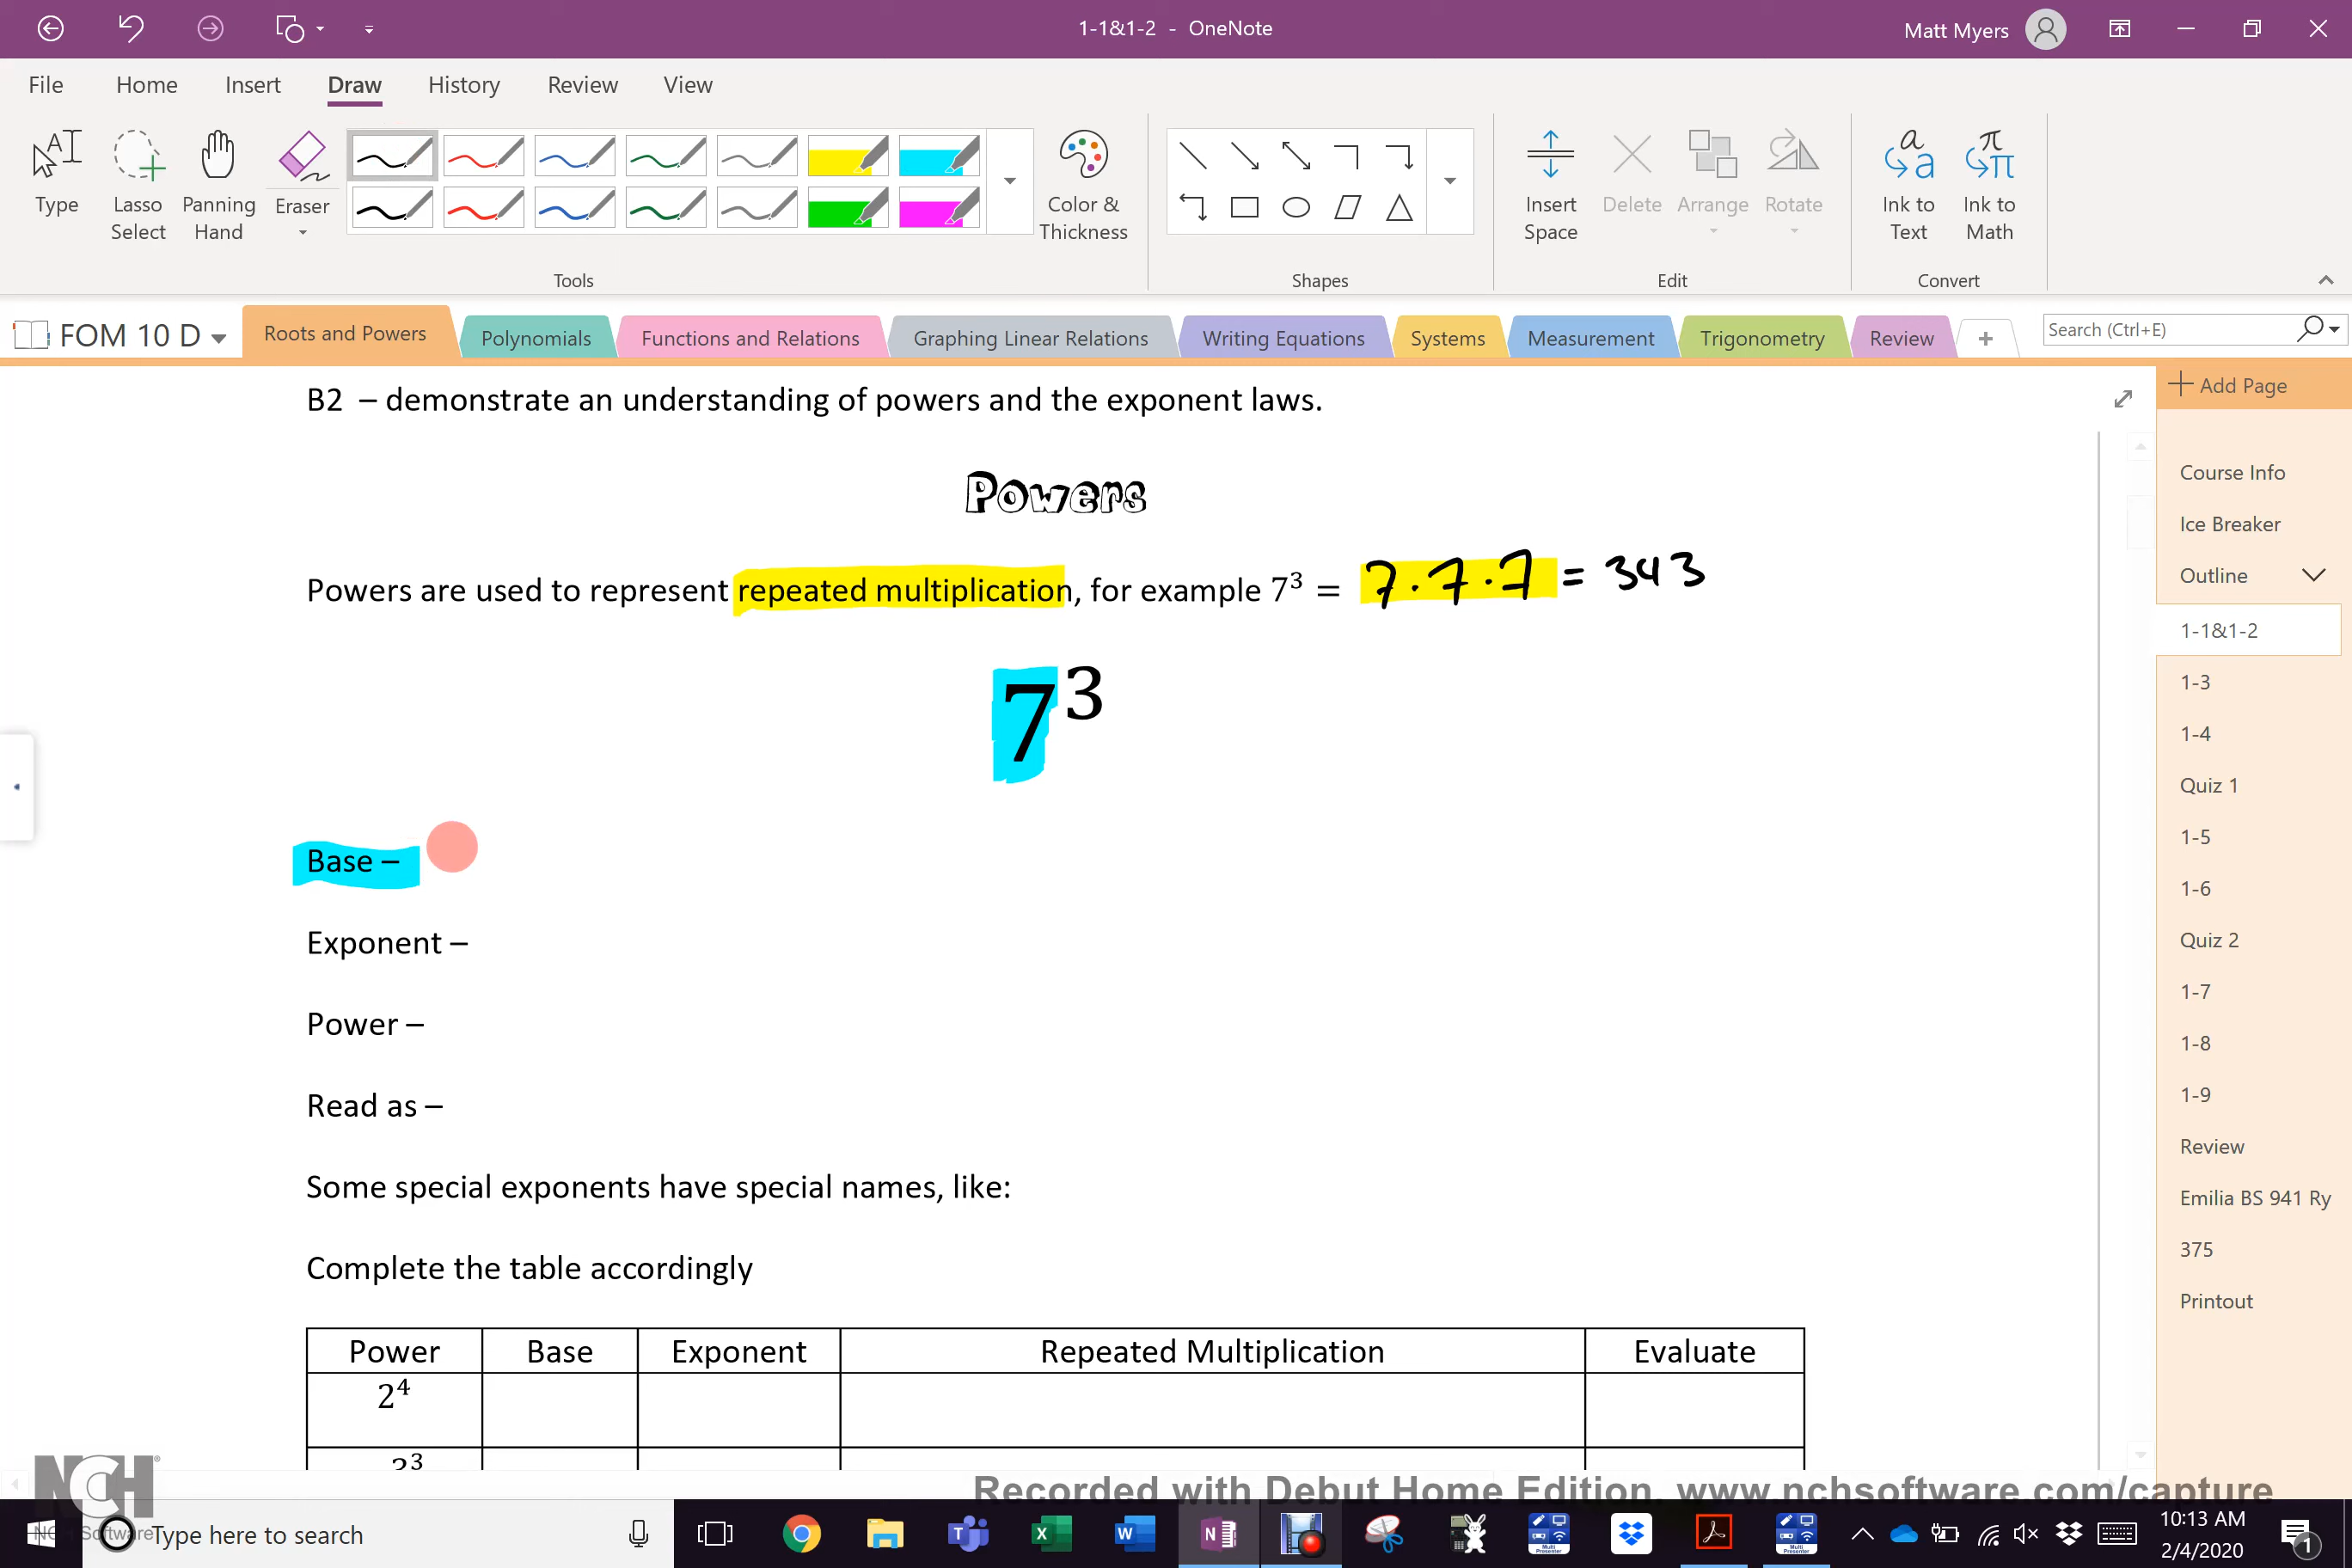 1-1&1-2 - OneNote
Matt Myers
File Home Insert Draw History Review View
Type
Lasso Select
Panning Hand
Eraser
Color & Thickness
Insert Space
Delete
Arrange
Rotate
Ink to Text
Ink to Math
Tools
Shapes
Edit
Convert
FOM 10 D
Roots and Powers
Polynomials
Functions and Relations
Graphing Linear Relations
Writing Equations
Systems
Measurement
Trigonometry
Review
Search (Ctrl+E)
B2 – demonstrate an understanding of powers and the exponent laws.
Powers
Powers are used to represent repeated multiplication, for example 7³ = 7 · 7 · 7 = 343
7³
Base –
Exponent –
Power –
Read as –
Some special exponents have special names, like:
Complete the table accordingly
Power Base Exponent Repeated Multiplication Evaluate
2⁴
Add Page
Course Info
Ice Breaker
Outline
1-1&1-2
1-3
1-4
Quiz 1
1-5
1-6
Quiz 2
1-7
1-8
1-9
Review
Emilia BS 941 Ry
375
Printout
NCH
NCH Software
Recorded with Debut Home Edition. www.nchsoftware.com/capture
Type here to search
10:13 AM
2/4/2020
1